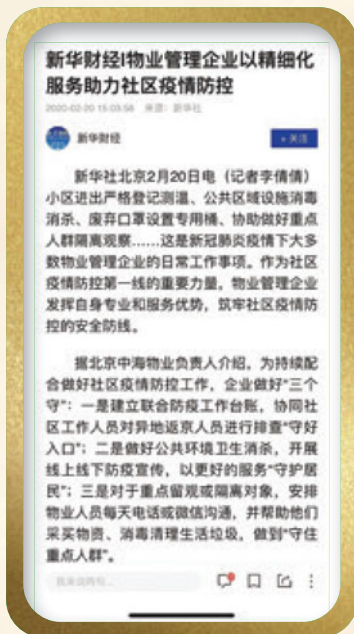 新华财经|物业管理企业以精细化
服务助力社区疫情防控
2020-02-20 15:03:58 来源：新华社
新华财经
+关注
新华社北京2月20日电（记者李倩倩）
小区进出严格登记测温、公共区域设施消毒
消杀、废弃口罩设置专用桶、协助做好重点
人群隔离观察……这是新冠肺炎疫情下大多
数物业管理企业的日常工作事项。作为社区
疫情防控第一线的重要力量，物业管理企业
发挥自身专业和服务优势，筑牢社区疫情防
控的安全防线。
据北京中海物业负责人介绍，为持续配
合做好社区疫情防控工作，企业做好“三个
守”：一是建立联合防疫工作台账，协同社
区工作人员对异地返京人员进行排查“守好
入口”；二是做好公共环境卫生消杀，开展
线上线下防疫宣传，以更好的服务“守护居
民”；三是对于重点留观或隔离对象，安排
物业人员每天电话或微信沟通，并帮助他们
采买物资、消毒清理生活垃圾，做到“守住
重点人群”。
我来说两句...